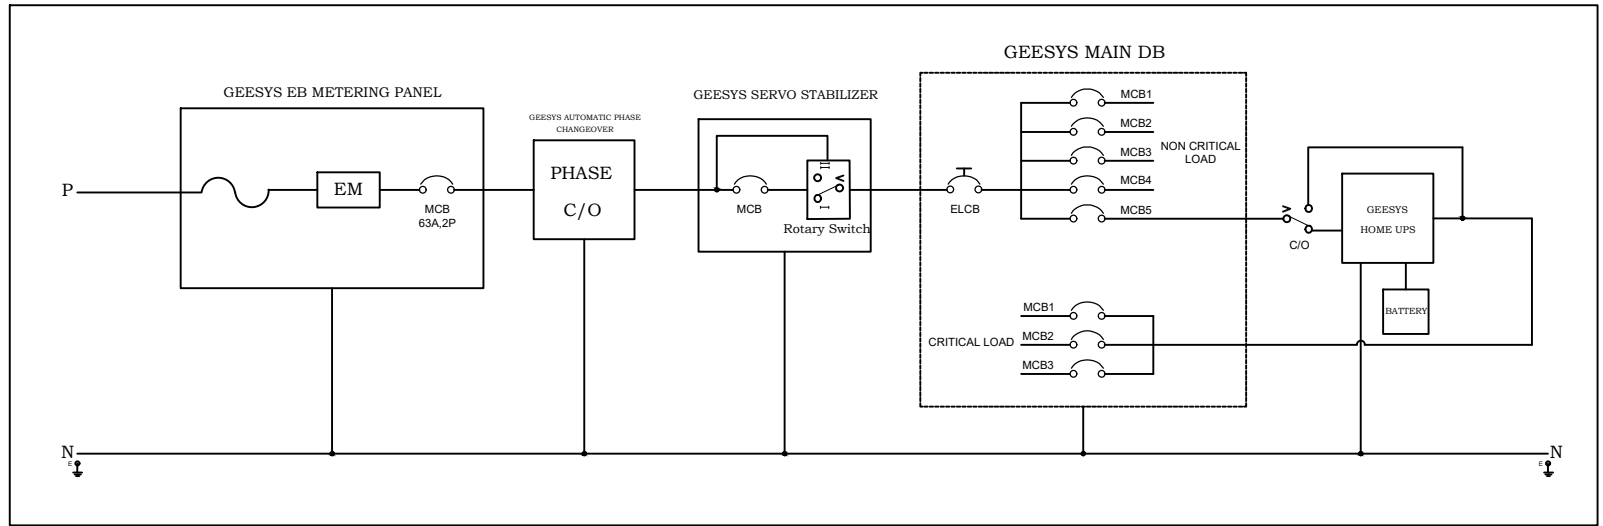 GEESYS MAIN DB
GEESYS EB METERING PANEL
GEESYS SERVO STABILIZER
GEESYS AUTOMATIC PHASE
CHANGEOVER
P
EM
MCB
63A,2P
PHASE
C/O
MCB
II
I
Rotary Switch
ELCB
MCB1
MCB2
MCB3
MCB4
MCB5
NON CRITICAL
LOAD
C/O
GEESYS
HOME UPS
BATTERY
CRITICAL LOAD
MCB1
MCB2
MCB3
N
E
N
E